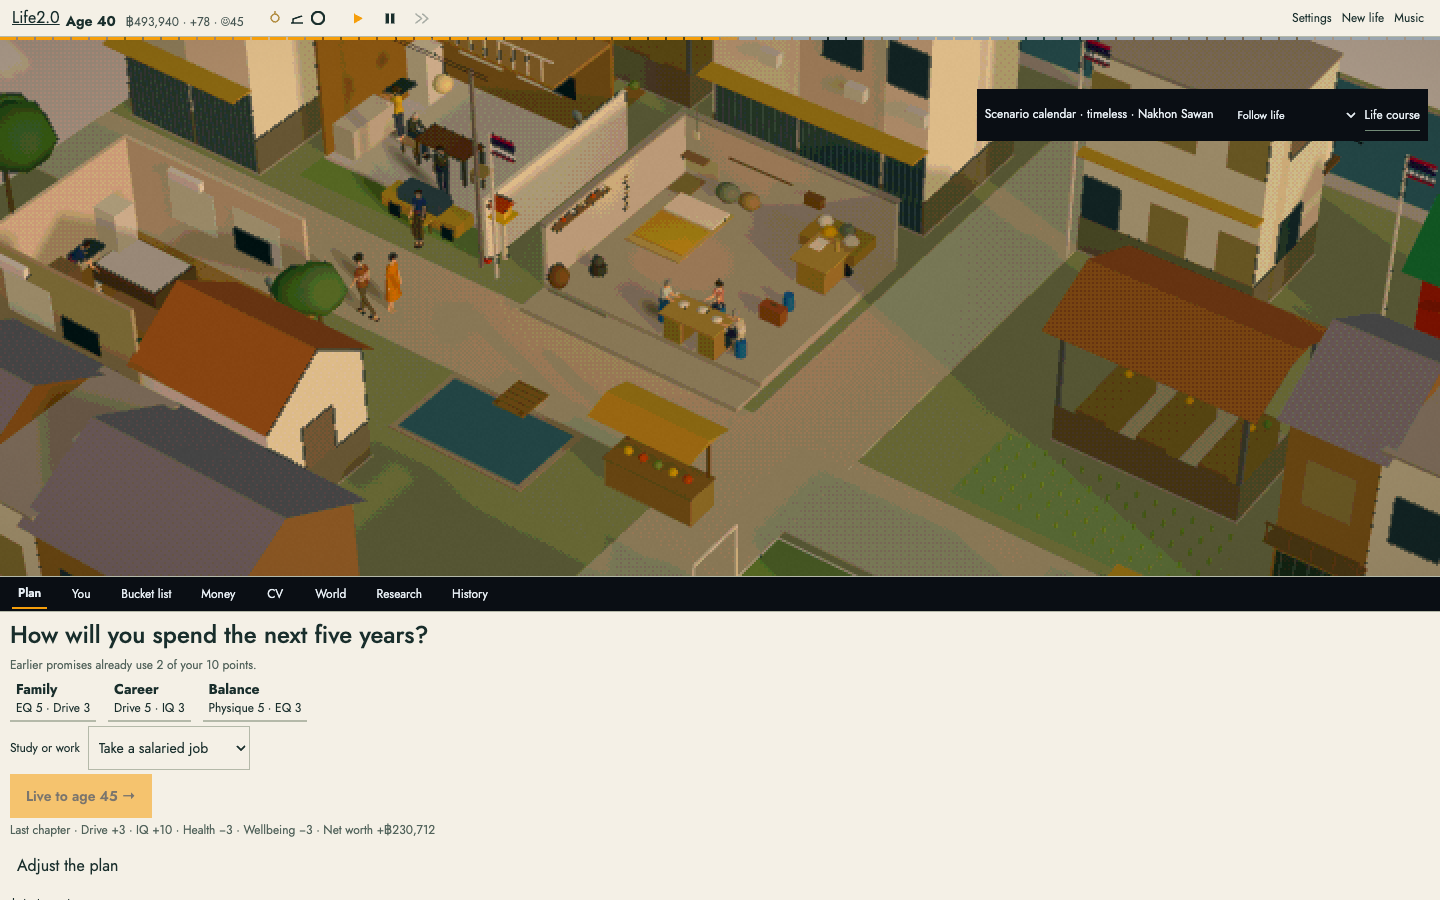 Life2.0 Age 40 ฿493,940 · +78 · ◎45
Settings New life Music
Scenario calendar · timeless · Nakhon Sawan Follow life Life course
Plan You Bucket list Money CV World Research History
How will you spend the next five years?
Earlier promises already use 2 of your 10 points.
Family Career Balance
EQ 5 · Drive 3 Drive 5 · IQ 3 Physique 5 · EQ 3
Study or work Take a salaried job
Live to age 45 →
Last chapter · Drive +3 · IQ +10 · Health −3 · Wellbeing −3 · Net worth +฿230,712
Adjust the plan